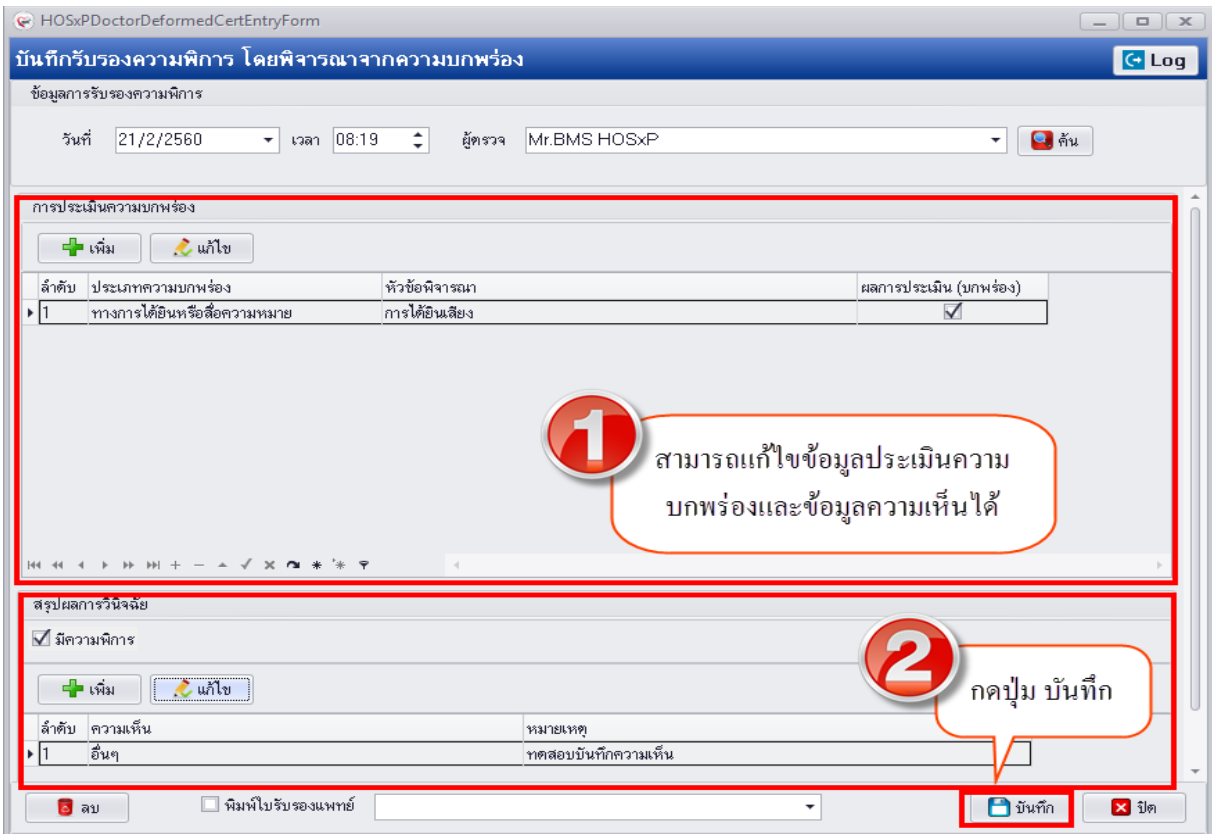 HOSxPDoctorDeformedCertEntryForm
บันทึกรับรองความพิการ โดยพิจารณาจากความบกพร่อง
Log
ข้อมูลการรับรองความพิการ
วันที่ 21/2/2560 เวลา 08:19 ผู้ตรวจ Mr.BMS HOSxP ค้น
การประเมินความบกพร่อง
เพิ่ม แก้ไข
ลำดับ ประเภทความบกพร่อง หัวข้อพิจารณา ผลการประเมิน (บกพร่อง)
1 ทางการได้ยินหรือสื่อความหมาย การได้ยินเสียง
1
สามารถแก้ไขข้อมูลประเมินความ
บกพร่องและข้อมูลความเห็นได้
สรุปผลการวินิจฉัย
มีความพิการ
2
กดปุ่ม บันทึก
เพิ่ม แก้ไข
ลำดับ ความเห็น หมายเหตุ
1 อื่นๆ ทดสอบบันทึกความเห็น
ลบ พิมพ์ใบรับรองแพทย์ บันทึก ปิด